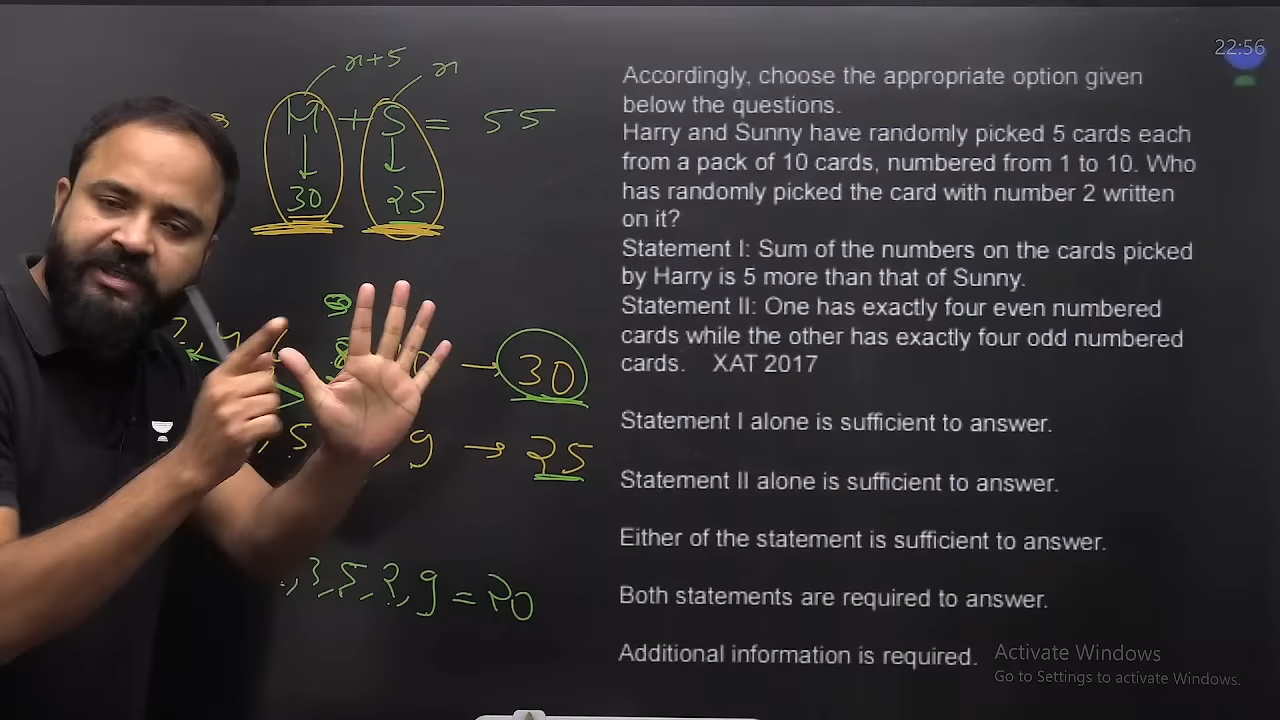 22:56
n+5
n
M + S = 55
30
25
Accordingly, choose the appropriate option given
below the questions.
Harry and Sunny have randomly picked 5 cards each
from a pack of 10 cards, numbered from 1 to 10. Who
has randomly picked the card with number 2 written
on it?
Statement I: Sum of the numbers on the cards picked
by Harry is 5 more than that of Sunny.
Statement II: One has exactly four even numbered
cards while the other has exactly four odd numbered
cards. XAT 2017
→ 30
, 5 , 9 → 25
, 3, 5, 2, 9 = 20
Statement I alone is sufficient to answer.
Statement II alone is sufficient to answer.
Either of the statement is sufficient to answer.
Both statements are required to answer.
Additional information is required.
Activate Windows
Go to Settings to activate Windows.